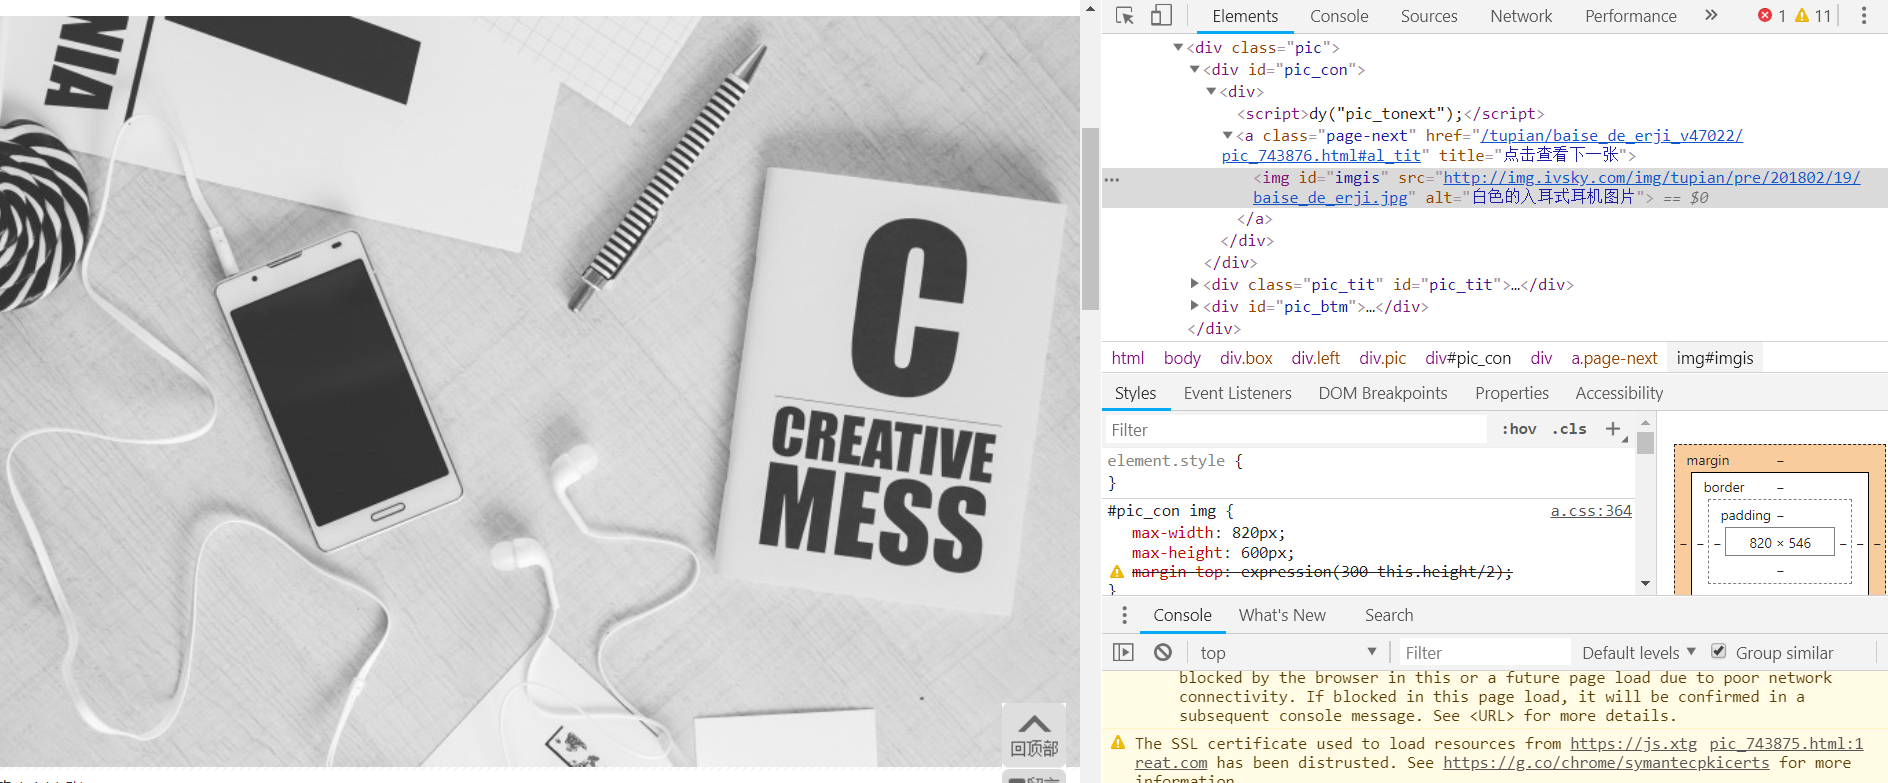 NIA
C
CREATIVE
MESS
回顶部
Elements Console Sources Network Performance » 1 11
<div class="pic">
<div id="pic_con">
<div>
<script>dy("pic_tonext");</script>
<a class="page-next" href="/tupian/baise_de_erji_v47022/
pic_743876.html#al_tit" title="点击查看下一张">
<img id="imgis" src="http://img.ivsky.com/img/tupian/pre/201802/19/
baise_de_erji.jpg" alt="白色的入耳式耳机图片"> == $0
</a>
</div>
</div>
<div class="pic_tit" id="pic_tit">…</div>
<div id="pic_btm">…</div>
</div>
html body div.box div.left div.pic div#pic_con div a.page-next img#imgis
Styles Event Listeners DOM Breakpoints Properties Accessibility
Filter :hov .cls +
element.style {
}
#pic_con img { a.css:364
max-width: 820px;
max-height: 600px;
margin-top: expression(300-this.height/2);
}
margin –
border –
padding –
– – – 820 × 546 – – –
–
Console What's New Search
top Filter Default levels Group similar
blocked by the browser in this or a future page load due to poor network
connectivity. If blocked in this page load, it will be confirmed in a
subsequent console message. See <URL> for more details.
The SSL certificate used to load resources from https://js.xtg pic_743875.html:1
reat.com has been distrusted. See https://g.co/chrome/symantecpkicerts for more
information.